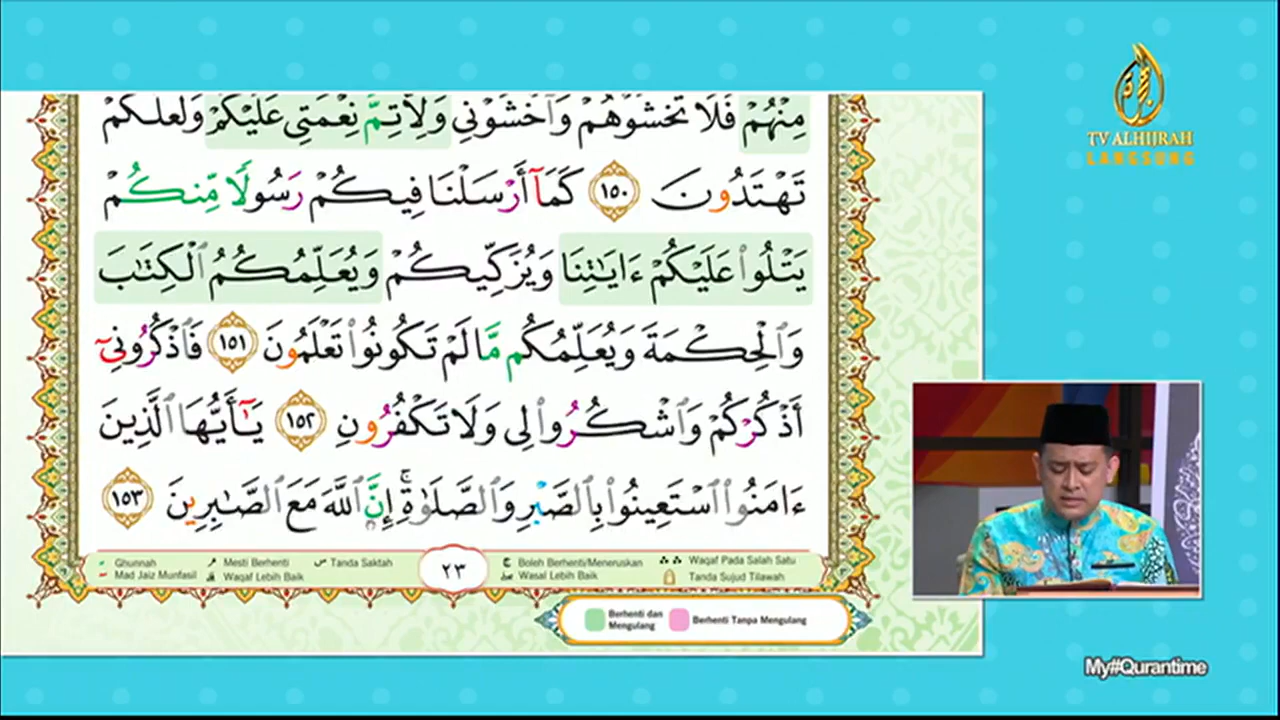 مِنْهُمْ فَلَا تَخْشَوْهُمْ وَٱخْشَوْنِى وَلِأُتِمَّ نِعْمَتِى عَلَيْكُمْ وَلَعَلَّكُمْ
تَهْتَدُونَ ١٥٠ كَمَآ أَرْسَلْنَا فِيكُمْ رَسُولًا مِّنكُمْ
يَتْلُوا۟ عَلَيْكُمْ ءَايَـٰتِنَا وَيُزَكِّيكُمْ وَيُعَلِّمُكُمُ ٱلْكِتَـٰبَ
وَٱلْحِكْمَةَ وَيُعَلِّمُكُم مَّا لَمْ تَكُونُوا۟ تَعْلَمُونَ ١٥١ فَٱذْكُرُونِىٓ
أَذْكُرْكُمْ وَٱشْكُرُوا۟ لِى وَلَا تَكْفُرُونِ ١٥٢ يَـٰٓأَيُّهَا ٱلَّذِينَ
ءَامَنُوا۟ ٱسْتَعِينُوا۟ بِٱلصَّبْرِ وَٱلصَّلَوٰةِ ۚ إِنَّ ٱللَّهَ مَعَ ٱلصَّـٰبِرِينَ ١٥٣
Ghunnah
Mad Jaiz Munfasil
Mesti Berhenti
Waqaf Lebih Baik
Tanda Saktah
٢٣
Boleh Berhenti/Meneruskan
Wasal Lebih Baik
Waqaf Pada Salah Satu
Tanda Sujud Tilawah
Berhenti dan
Mengulang
Berhenti Tanpa Mengulang
TV ALHIJRAH
LANGSUNG
My#Qurantime